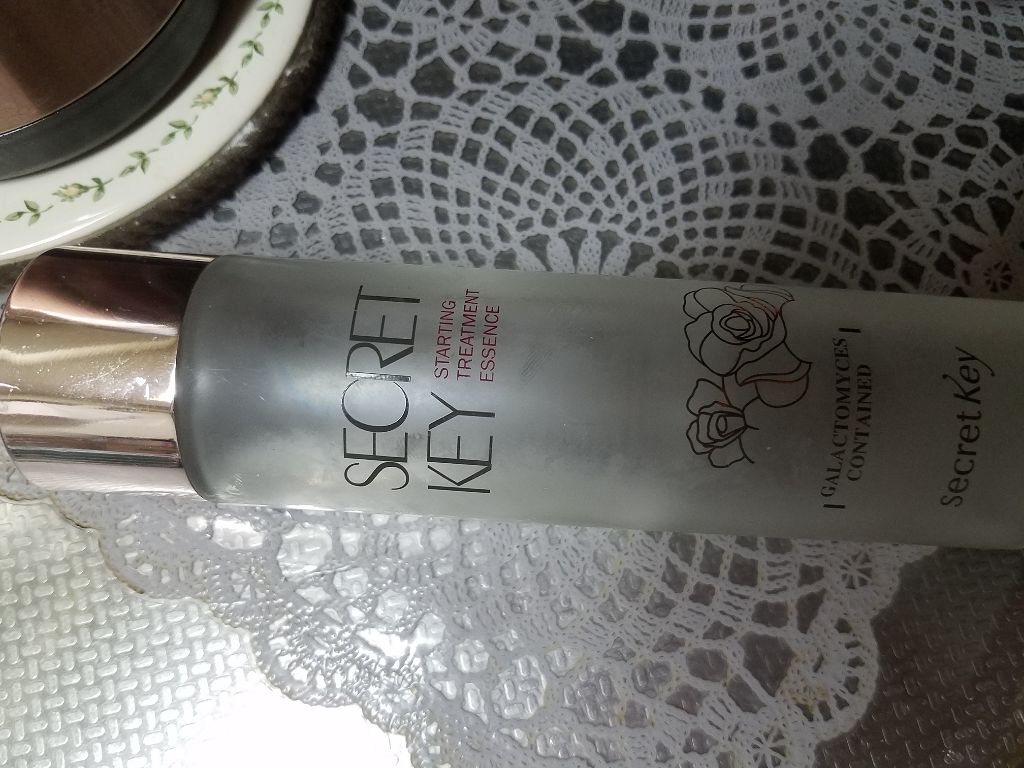 SECRET
KEY
STARTING
TREATMENT
ESSENCE
GALACTOMYCES
CONTAINED
secret key